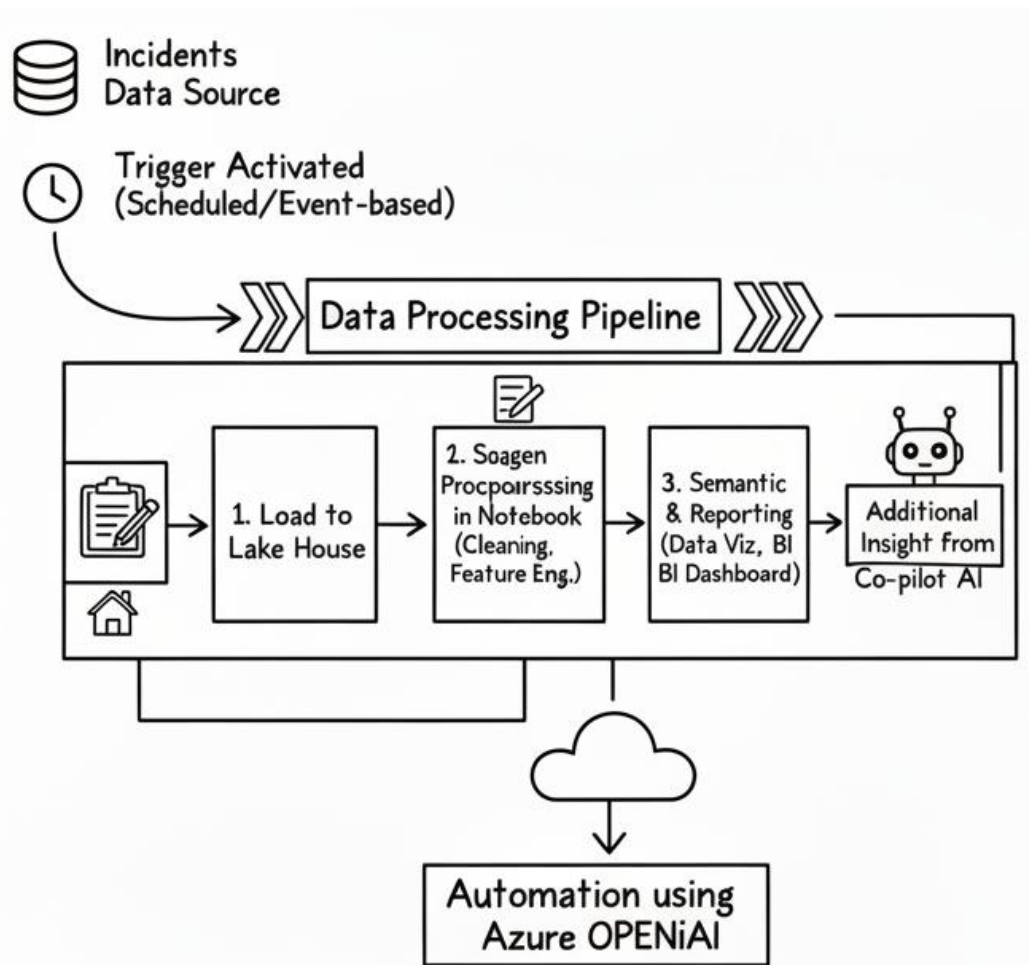 Incidents
Data Source
Trigger Activated
(Scheduled/Event-based)
Data Processing Pipeline
1. Load to
Lake House
2. Soagen
Procpoırsssing
in Notebook
(Cleaning,
Feature Eng.)
3. Semantic
& Reporting
(Data Viz, BI
BI Dashboard)
Additional
Insight from
Co-pilot AI
Automation using
Azure OPENiAI